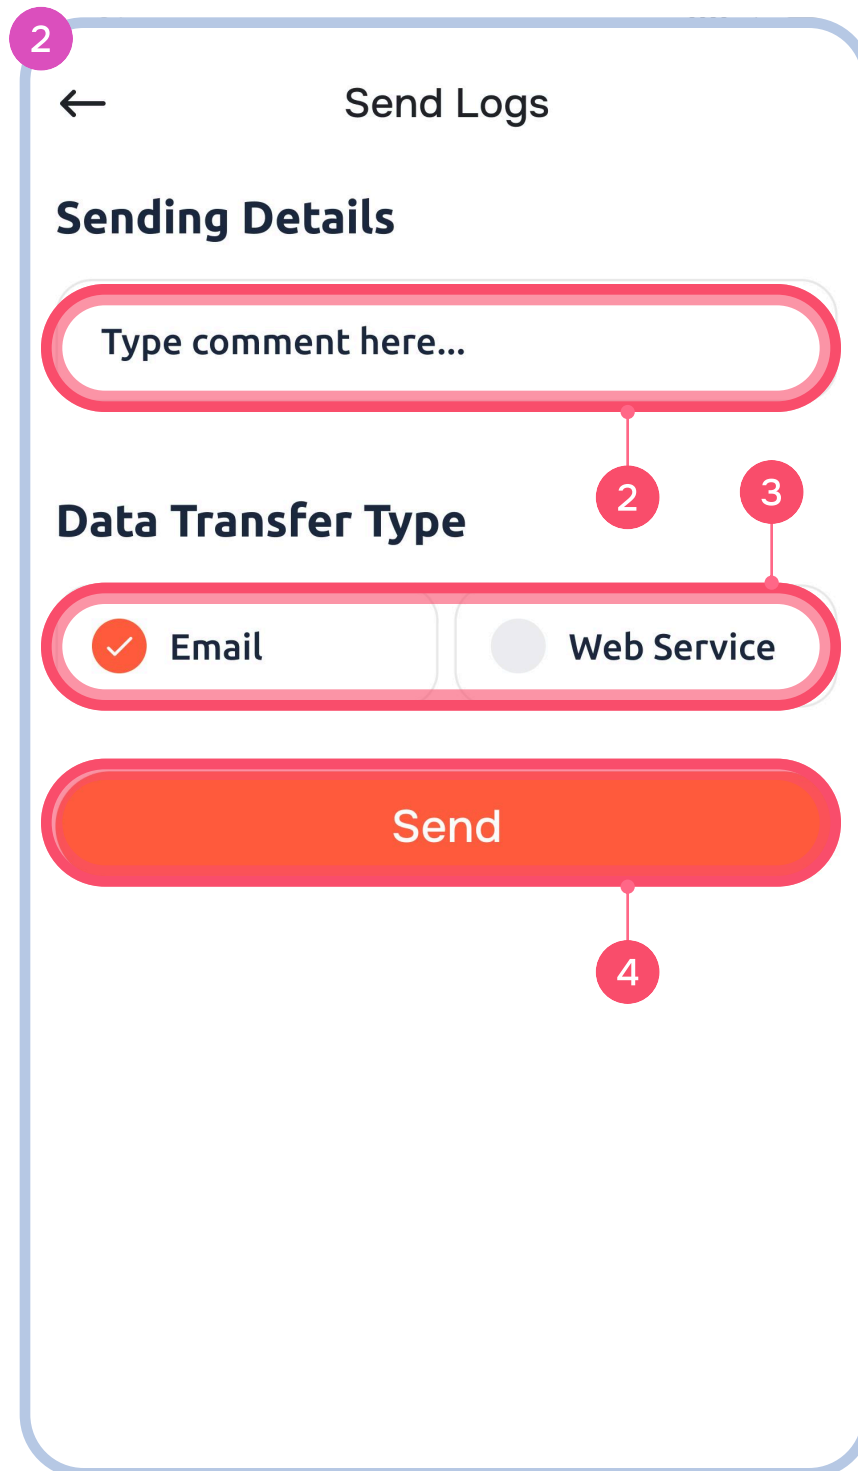 2
Send Logs
Sending Details
Type comment here...
2
3
Data Transfer Type
Email Web Service
Send
4